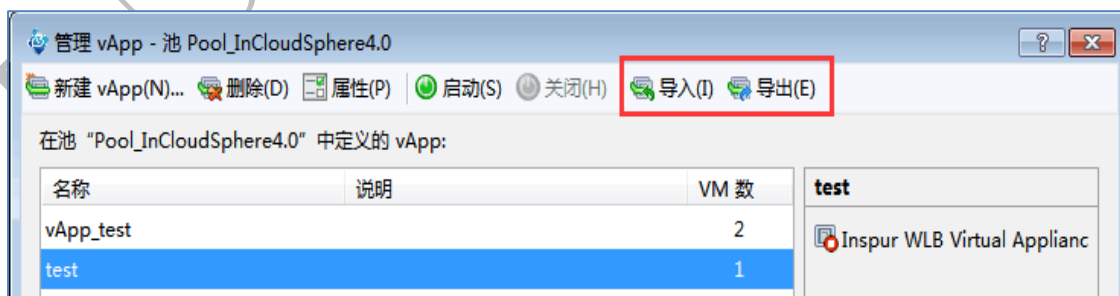 管理 vApp - 池 Pool_InCloudSphere4.0
新建 vApp(N)... 删除(D) 属性(P) 启动(S) 关闭(H) 导入(I) 导出(E)
在池 “Pool_InCloudSphere4.0” 中定义的 vApp:
名称 说明 VM 数 test
vApp_test 2
Inspur WLB Virtual Applianc
test 1